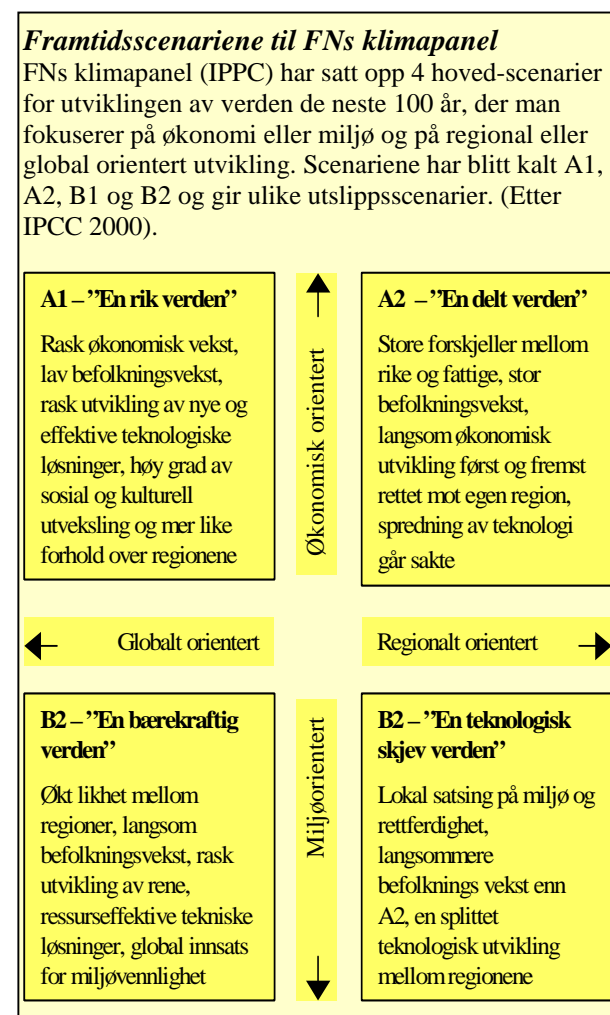 Framtidsscenariene til FNs klimapanel
FNs klimapanel (IPPC) har satt opp 4 hoved-scenarier
for utviklingen av verden de neste 100 år, der man
fokuserer på økonomi eller miljø og på regional eller
global orientert utvikling. Scenariene har blitt kalt A1,
A2, B1 og B2 og gir ulike utslippsscenarier. (Etter
IPCC 2000).
A1 – ”En rik verden”
Rask økonomisk vekst,
lav befolkningsvekst,
rask utvikling av nye og
effektive teknologiske
løsninger, høy grad av
sosial og kulturell
utveksling og mer like
forhold over regionene
Økonomisk orientert
A2 – ”En delt verden”
Store forskjeller mellom
rike og fattige, stor
befolkningsvekst,
langsom økonomisk
utvikling først og fremst
rettet mot egen region,
spredning av teknologi
går sakte
Globalt orientert
Regionalt orientert
B2 – ”En bærekraftig
verden”
Økt likhet mellom
regioner, langsom
befolkningsvekst, rask
utvikling av rene,
ressurseffektive tekniske
løsninger, global innsats
for miljøvennlighet
Miljøorientert
B2 – ”En teknologisk
skjev verden”
Lokal satsing på miljø og
rettferdighet,
langsommere
befolknings vekst enn
A2, en splittet
teknologisk utvikling
mellom regionene